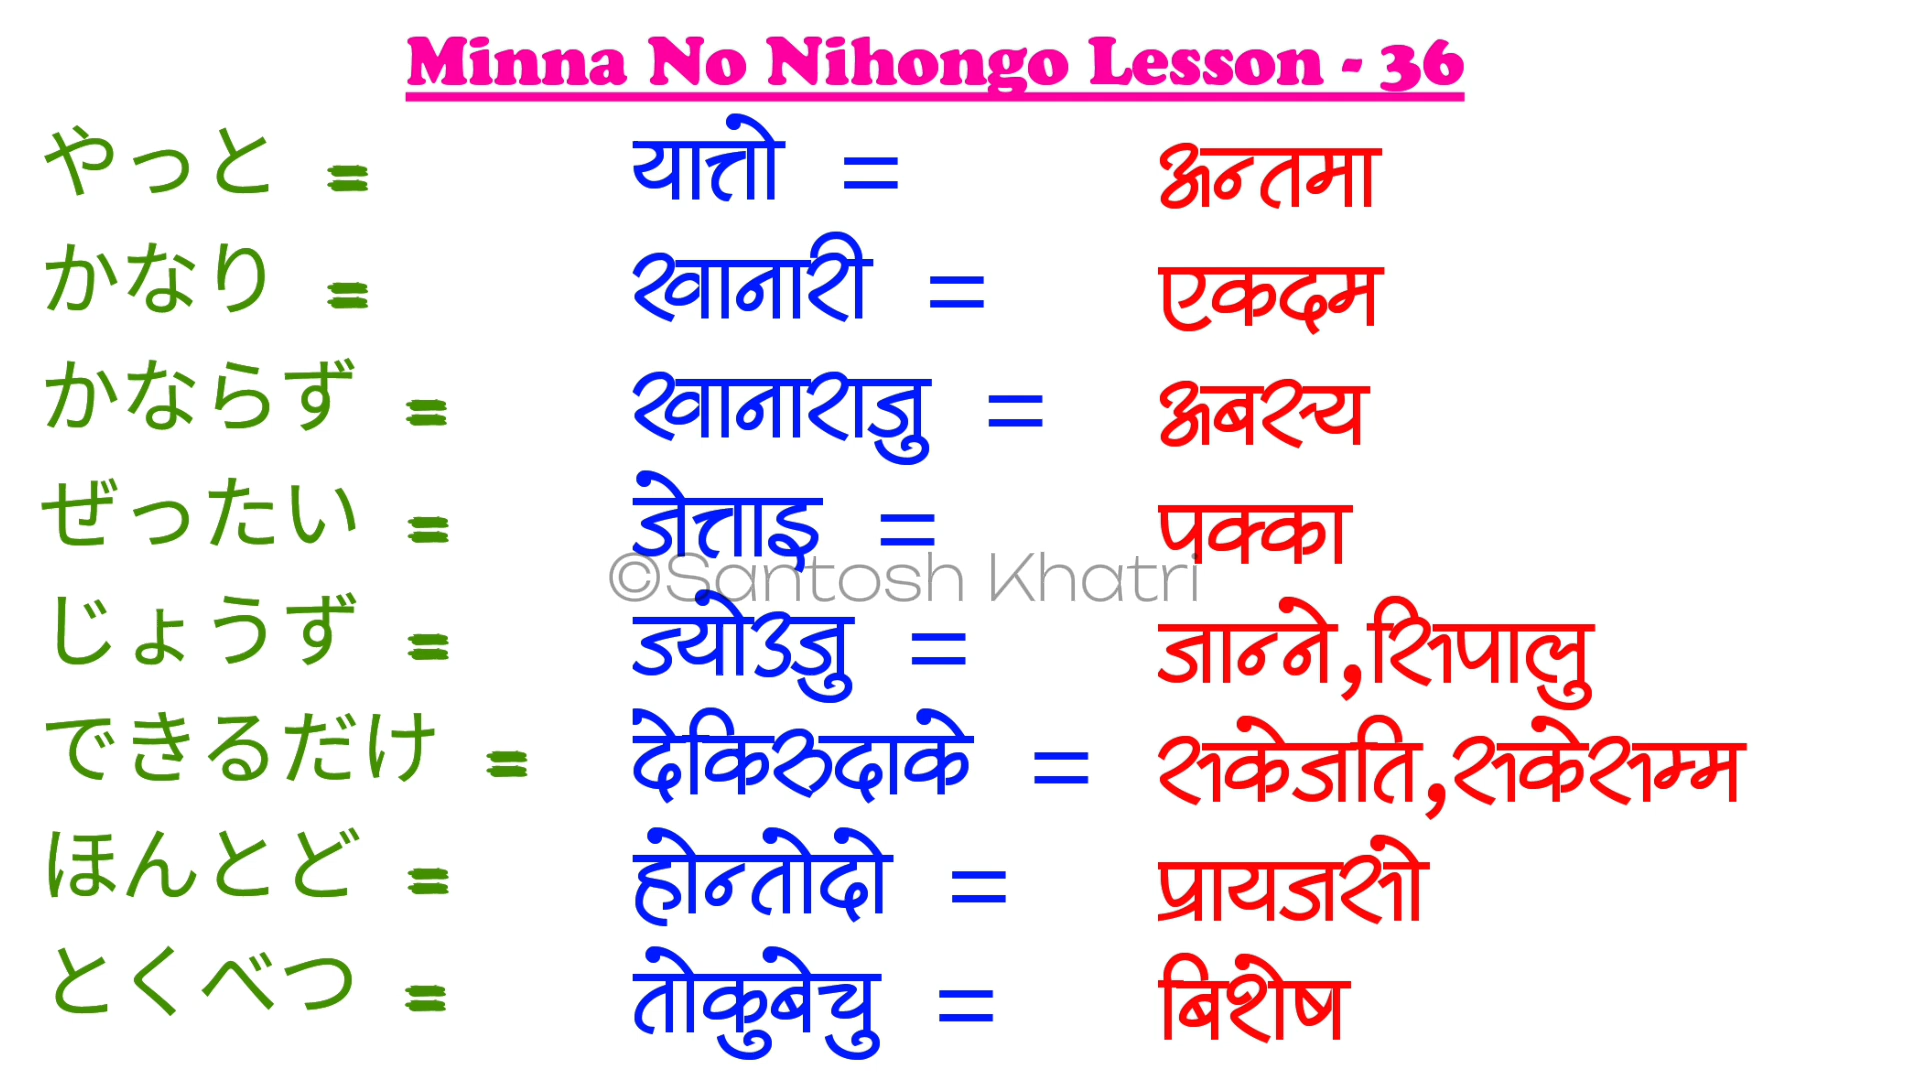 Minna No Nihongo Lesson - 36
やっと = यात्तो = अन्तमा
かなり = खानारी = एकदम
かならず = खानाराजु = अबस्य
ぜったい = जेत्ताइ = पक्का
©Santosh Khatri
じょうず = ज्योउजु = जान्ने,सिपालु
できるだけ = देकिरुदाके = सकेजति,सकेसम्म
ほんとど = होन्तोदो = प्रायजसो
とくべつ = तोकुबेचु = बिशेष